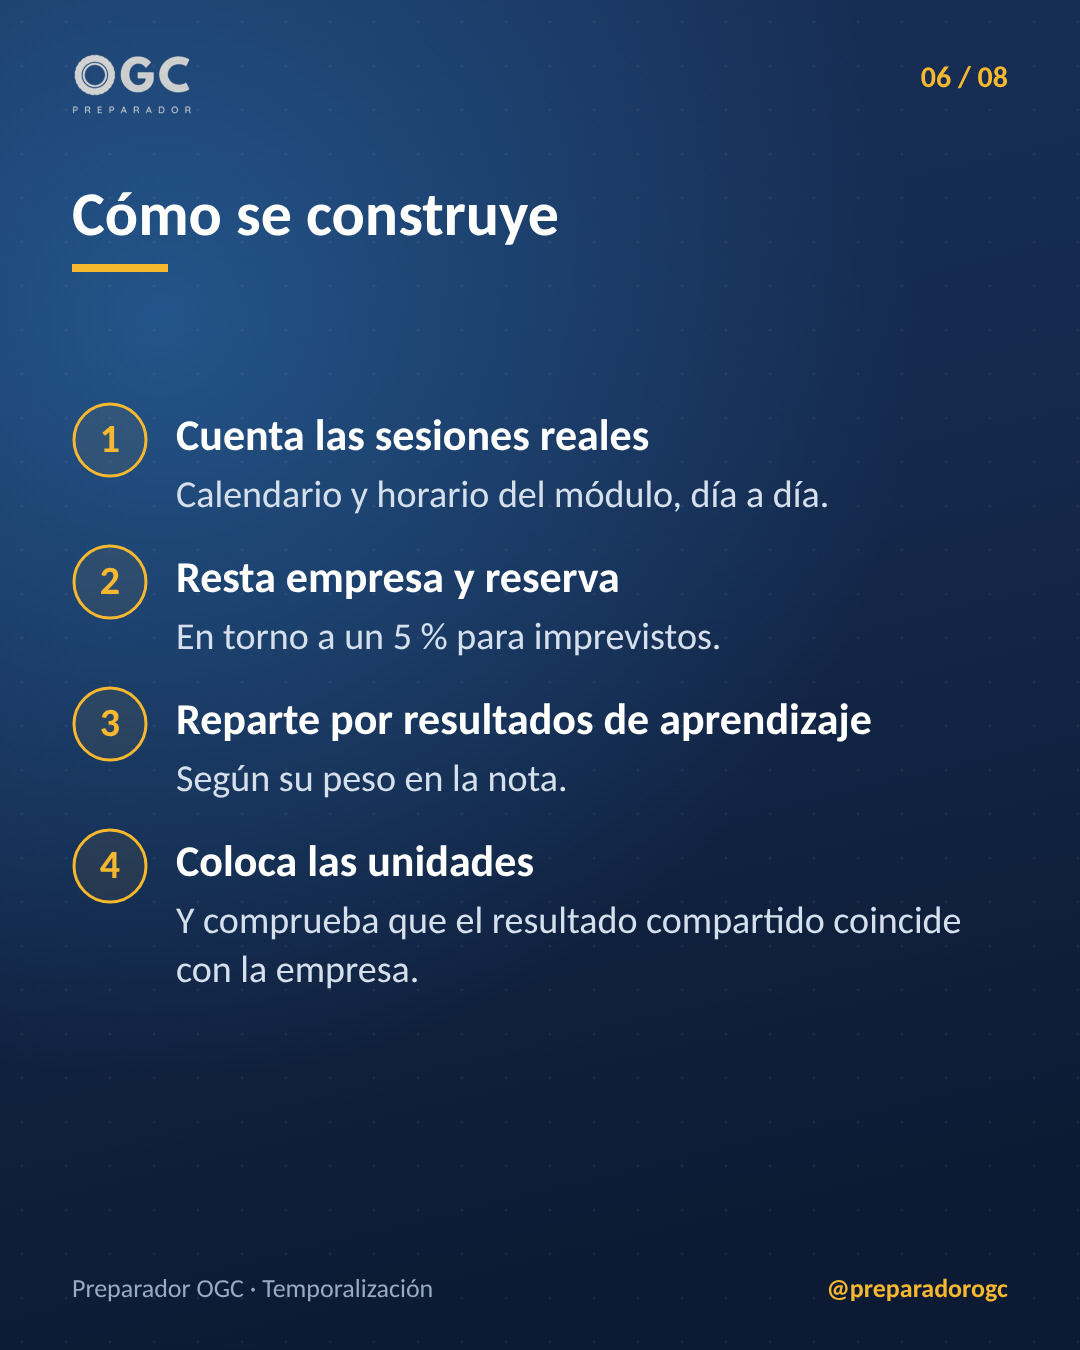 OGC
PREPARADOR
06 / 08
Cómo se construye
1
Cuenta las sesiones reales
Calendario y horario del módulo, día a día.
2
Resta empresa y reserva
En torno a un 5 % para imprevistos.
3
Reparte por resultados de aprendizaje
Según su peso en la nota.
4
Coloca las unidades
Y comprueba que el resultado compartido coincide
con la empresa.
Preparador OGC · Temporalización
@preparadorogc